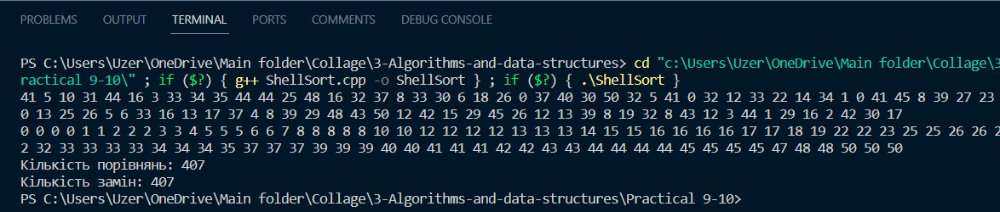 PROBLEMS OUTPUT TERMINAL PORTS COMMENTS DEBUG CONSOLE
PS C:\Users\Uzer\OneDrive\Main folder\Collage\3-Algorithms-and-data-structures> cd "c:\Users\Uzer\OneDrive\Main folder\Collage\3
ractical 9-10\" ; if ($?) { g++ ShellSort.cpp -o ShellSort } ; if ($?) { .\ShellSort }
41 5 10 31 44 16 3 33 34 35 44 44 25 48 16 32 37 8 33 30 6 18 26 0 37 40 30 50 32 5 41 0 32 12 33 22 14 34 1 0 41 45 8 39 27 23
0 13 25 26 5 6 33 16 13 17 37 4 8 39 29 48 43 50 12 42 15 29 45 26 12 13 39 8 19 32 8 43 12 3 44 1 29 16 2 42 30 17
0 0 0 0 1 1 2 2 2 3 3 4 5 5 5 6 6 7 8 8 8 8 8 10 10 12 12 12 12 13 13 13 14 15 15 16 16 16 16 17 17 18 19 22 22 23 25 25 26 26 2
2 32 33 33 33 33 34 34 34 35 37 37 37 39 39 39 40 40 41 41 41 42 42 43 43 44 44 44 44 45 45 45 45 47 48 48 50 50 50
Кількість порівнянь: 407
Кількість замін: 407
PS C:\Users\Uzer\OneDrive\Main folder\Collage\3-Algorithms-and-data-structures\Practical 9-10>